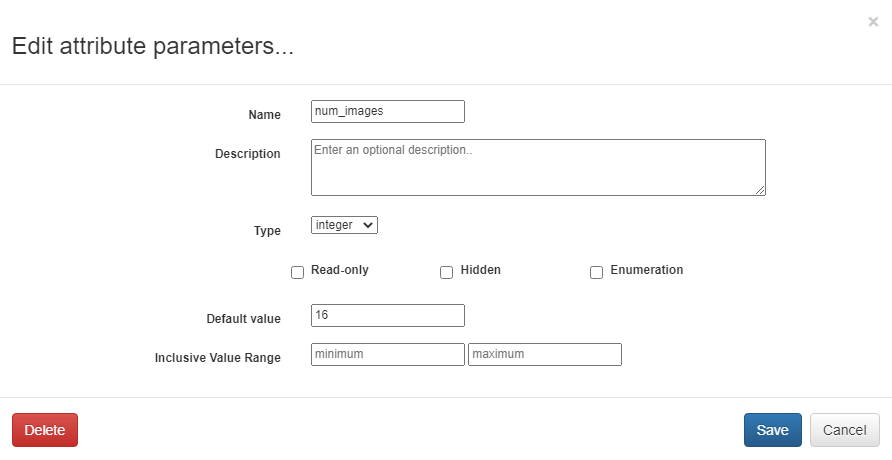 ×
Edit attribute parameters...
Name num_images
Description Enter an optional description..
Type integer
Read-only Hidden Enumeration
Default value 16
Inclusive Value Range minimum maximum
Delete Save Cancel